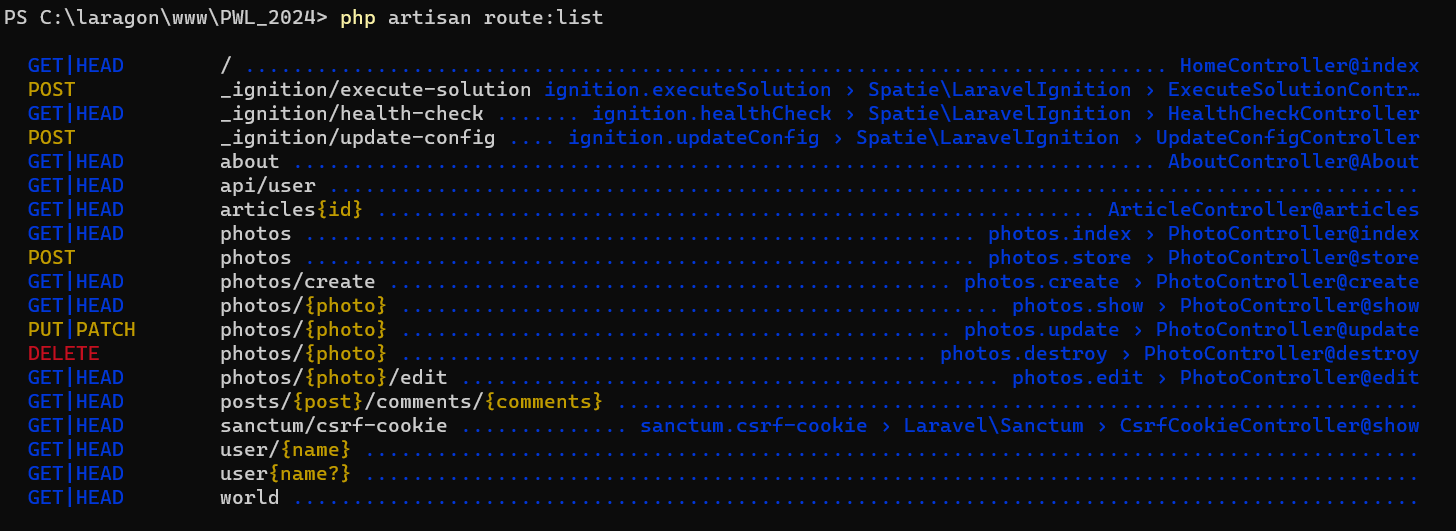 PS C:\laragon\www\PWL_2024> php artisan route:list
GET|HEAD / ............................................................................. HomeController@index
POST _ignition/execute-solution ignition.executeSolution › Spatie\LaravelIgnition › ExecuteSolutionContr…
GET|HEAD _ignition/health-check ....... ignition.healthCheck › Spatie\LaravelIgnition › HealthCheckController
POST _ignition/update-config .... ignition.updateConfig › Spatie\LaravelIgnition › UpdateConfigController
GET|HEAD about ........................................................................ AboutController@About
GET|HEAD api/user ...........................................................................................
GET|HEAD articles{id} ............................................................ ArticleController@articles
GET|HEAD photos ........................................................ photos.index › PhotoController@index
POST photos ........................................................ photos.store › PhotoController@store
GET|HEAD photos/create ............................................... photos.create › PhotoController@create
GET|HEAD photos/{photo} .................................................. photos.show › PhotoController@show
PUT|PATCH photos/{photo} .............................................. photos.update › PhotoController@update
DELETE photos/{photo} ............................................ photos.destroy › PhotoController@destroy
GET|HEAD photos/{photo}/edit ............................................. photos.edit › PhotoController@edit
GET|HEAD posts/{post}/comments/{comments} ...................................................................
GET|HEAD sanctum/csrf-cookie .............. sanctum.csrf-cookie › Laravel\Sanctum › CsrfCookieController@show
GET|HEAD user/{name} ........................................................................................
GET|HEAD user{name?} ........................................................................................
GET|HEAD world ..............................................................................................